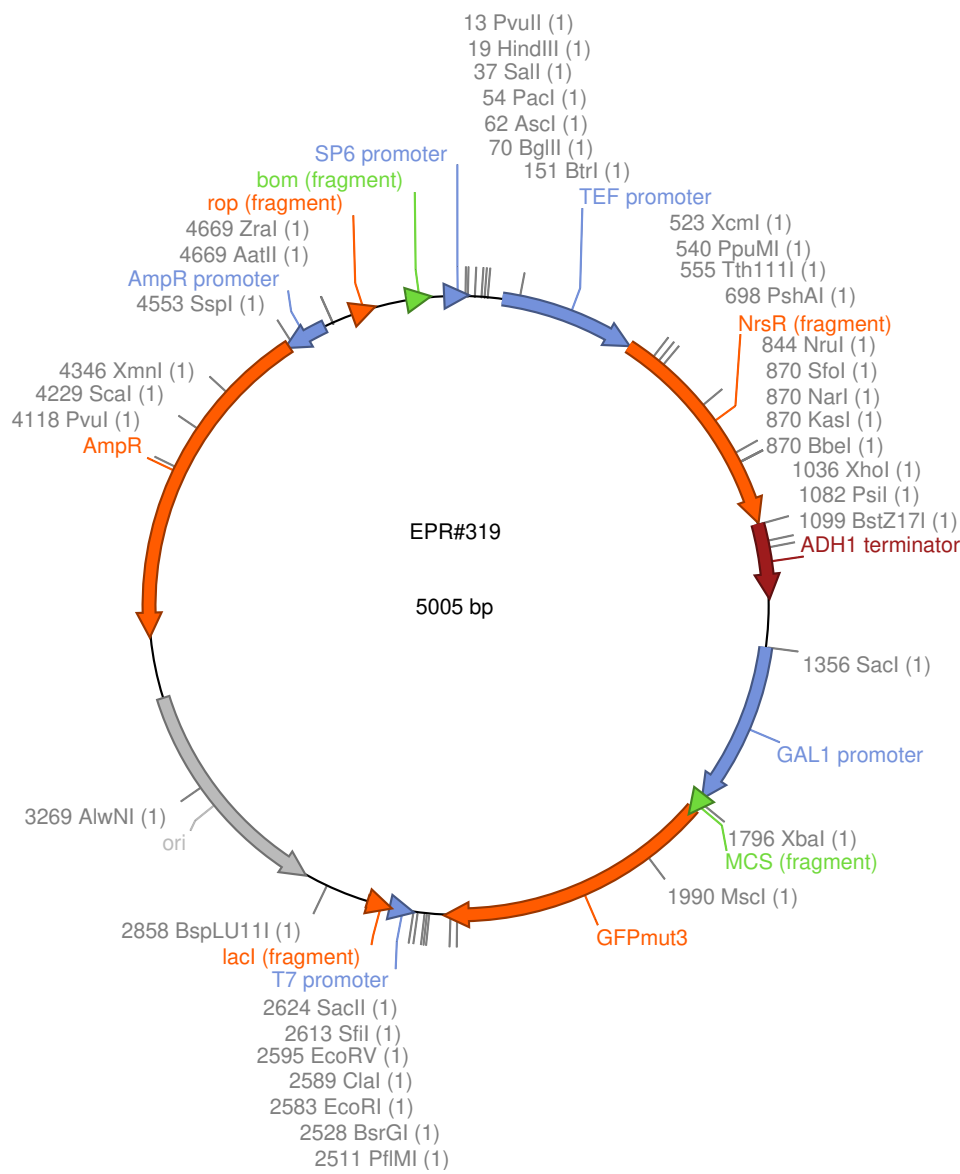 13 PvuII (1)
19 HindIII (1)
37 SalI (1)
54 PacI (1)
62 AscI (1)
70 BglII (1)
151 BtrI (1)
SP6 promoter
bom (fragment)
rop (fragment)
TEF promoter
4669 ZraI (1)
4669 AatII (1)
AmpR promoter
4553 SspI (1)
523 XcmI (1)
540 PpuMI (1)
555 Tth111I (1)
698 PshAI (1)
NrsR (fragment)
844 NruI (1)
870 SfoI (1)
870 NarI (1)
870 KasI (1)
870 BbeI (1)
4346 XmnI (1)
4229 ScaI (1)
4118 PvuI (1)
AmpR
1036 XhoI (1)
1082 PsiI (1)
1099 BstZ17I (1)
ADH1 terminator
EPR#319
5005 bp
1356 SacI (1)
GAL1 promoter
3269 AlwNI (1)
ori
1796 XbaI (1)
MCS (fragment)
1990 MscI (1)
GFPmut3
2858 BspLU11I (1)
lacI (fragment)
T7 promoter
2624 SacII (1)
2613 SfiI (1)
2595 EcoRV (1)
2589 ClaI (1)
2583 EcoRI (1)
2528 BsrGI (1)
2511 PflMI (1)